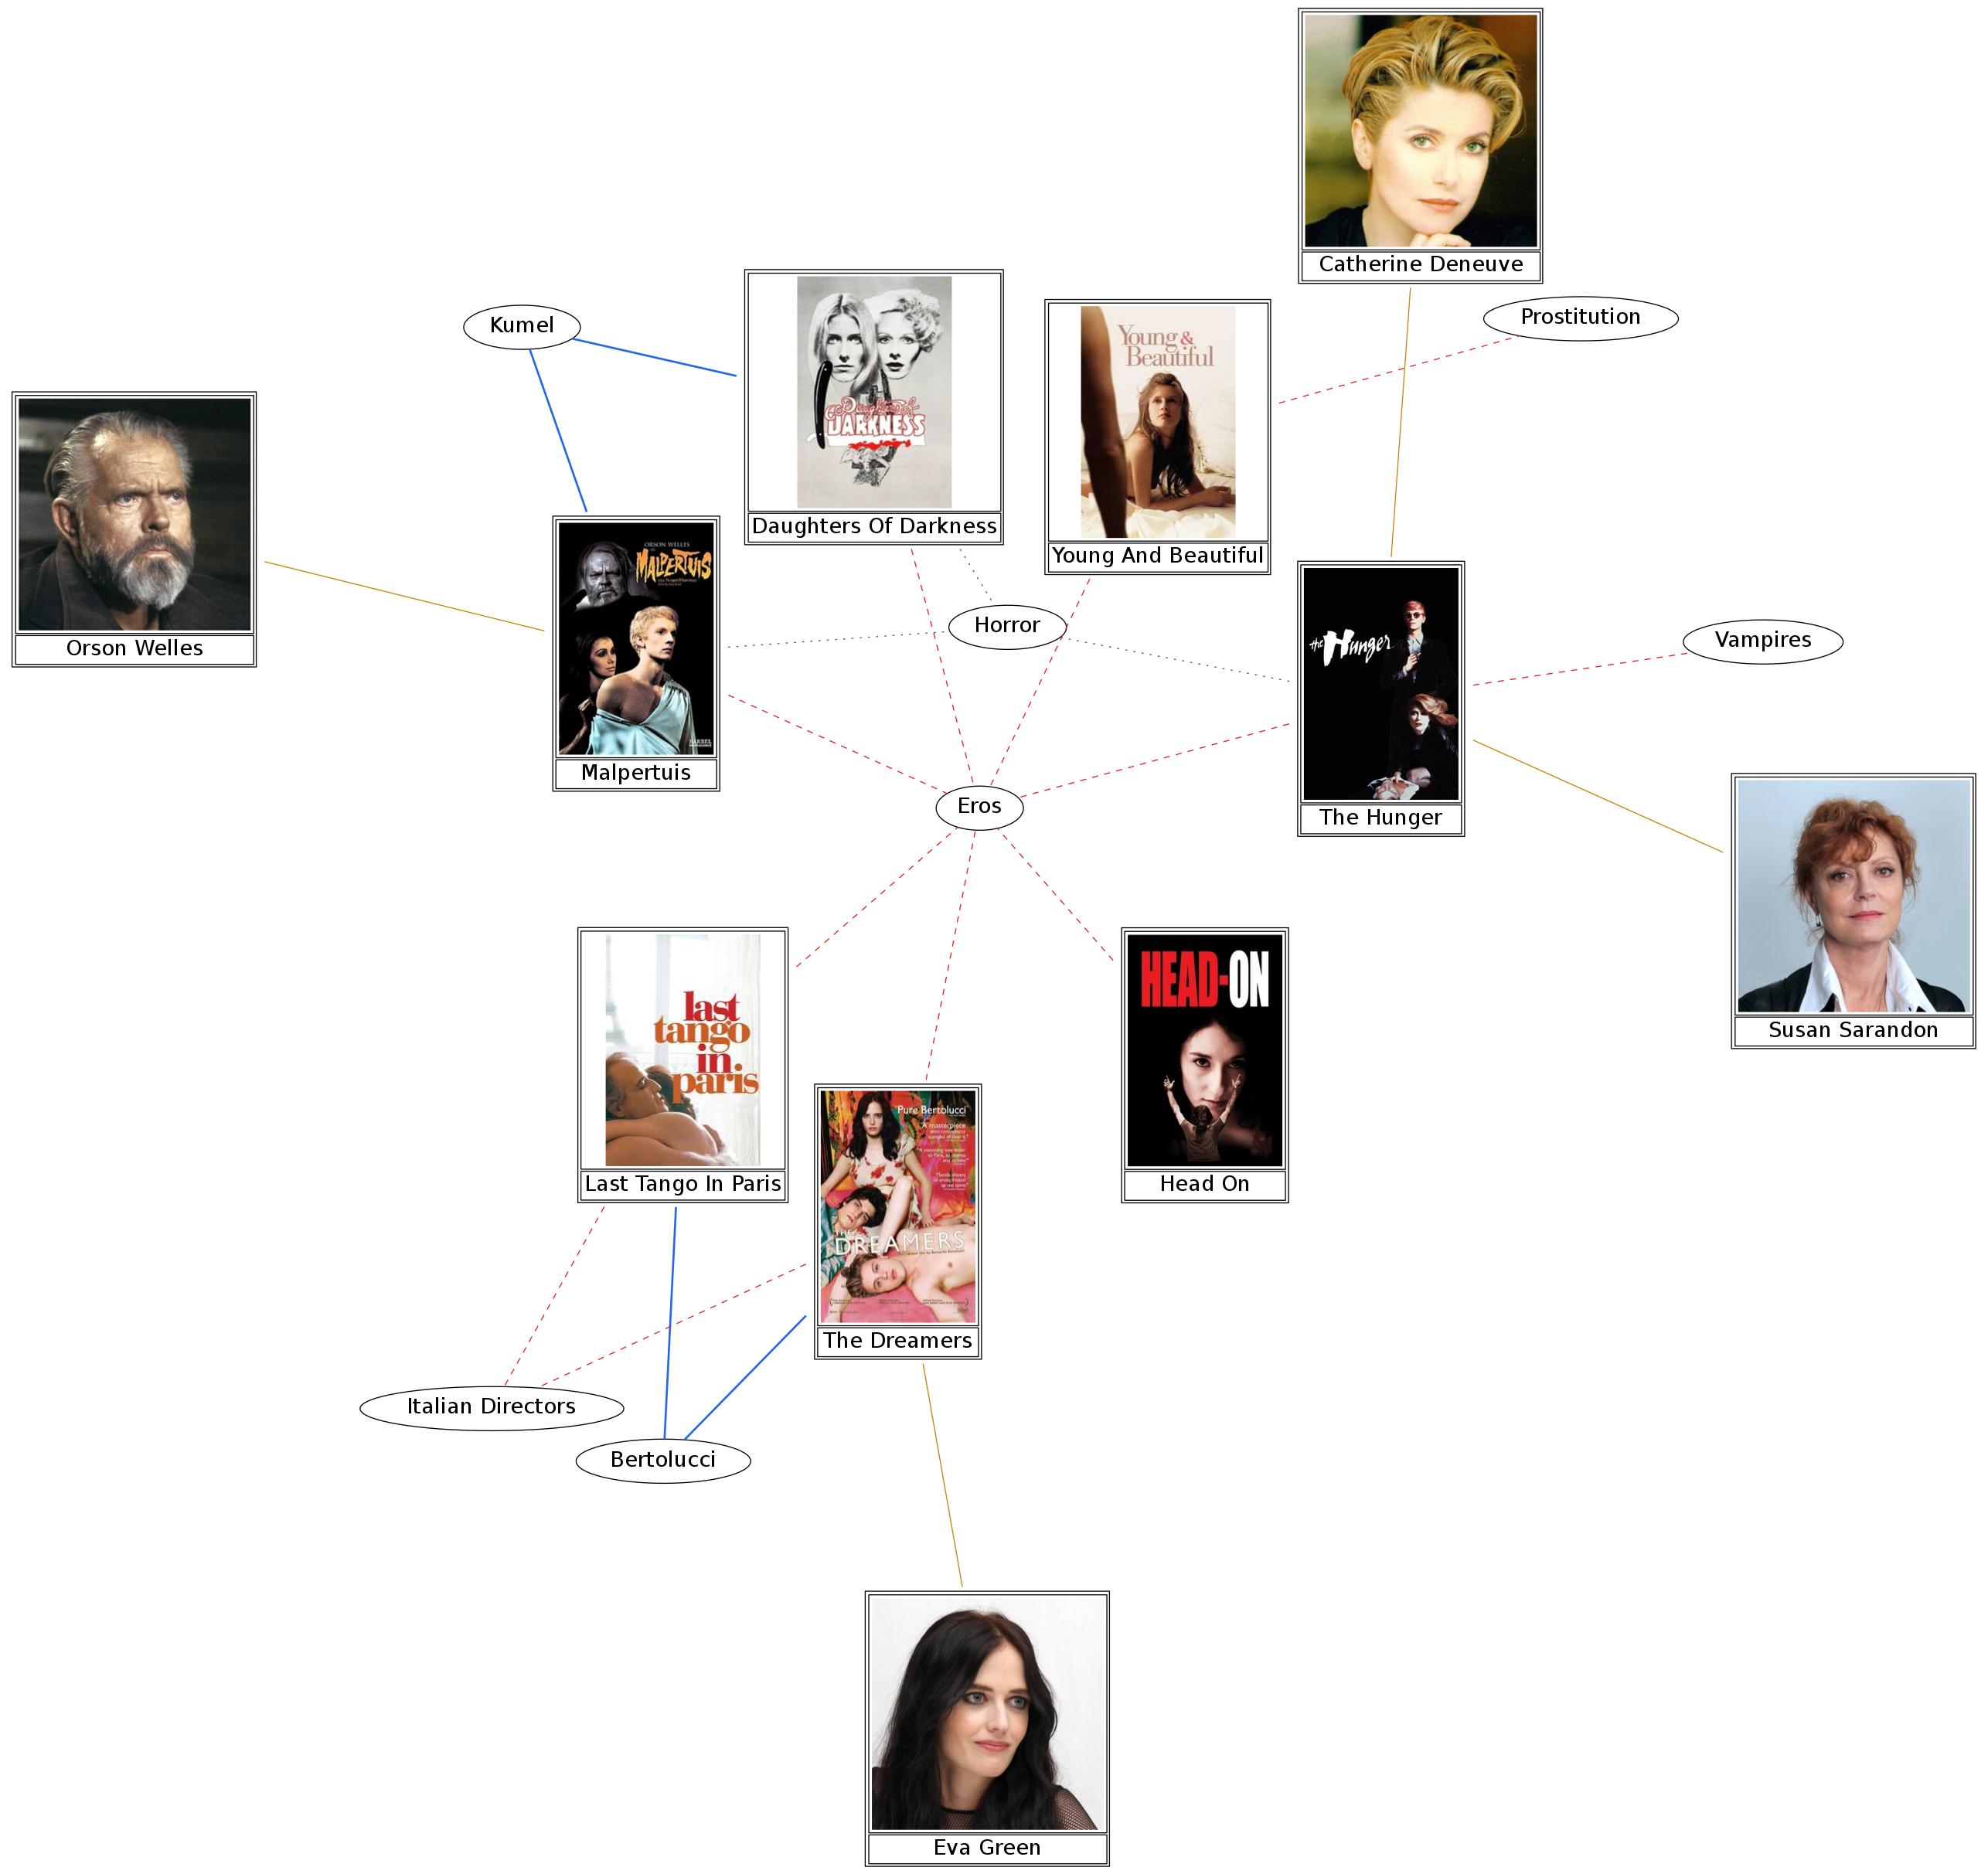 Catherine Deneuve
Prostitution
Kumel
DARKNESS
Daughters Of Darkness
Young &
Beautiful
Young And Beautiful
Orson Welles
ORSON WELLES
MALPERTUIS
Malpertuis
Horror
the Hunger
The Hunger
Vampires
Eros
Susan Sarandon
last
tango
in
paris
Last Tango In Paris
HEAD-ON
Head On
Pure Bertolucci
THE
DREAMERS
The Dreamers
Italian Directors
Bertolucci
Eva Green